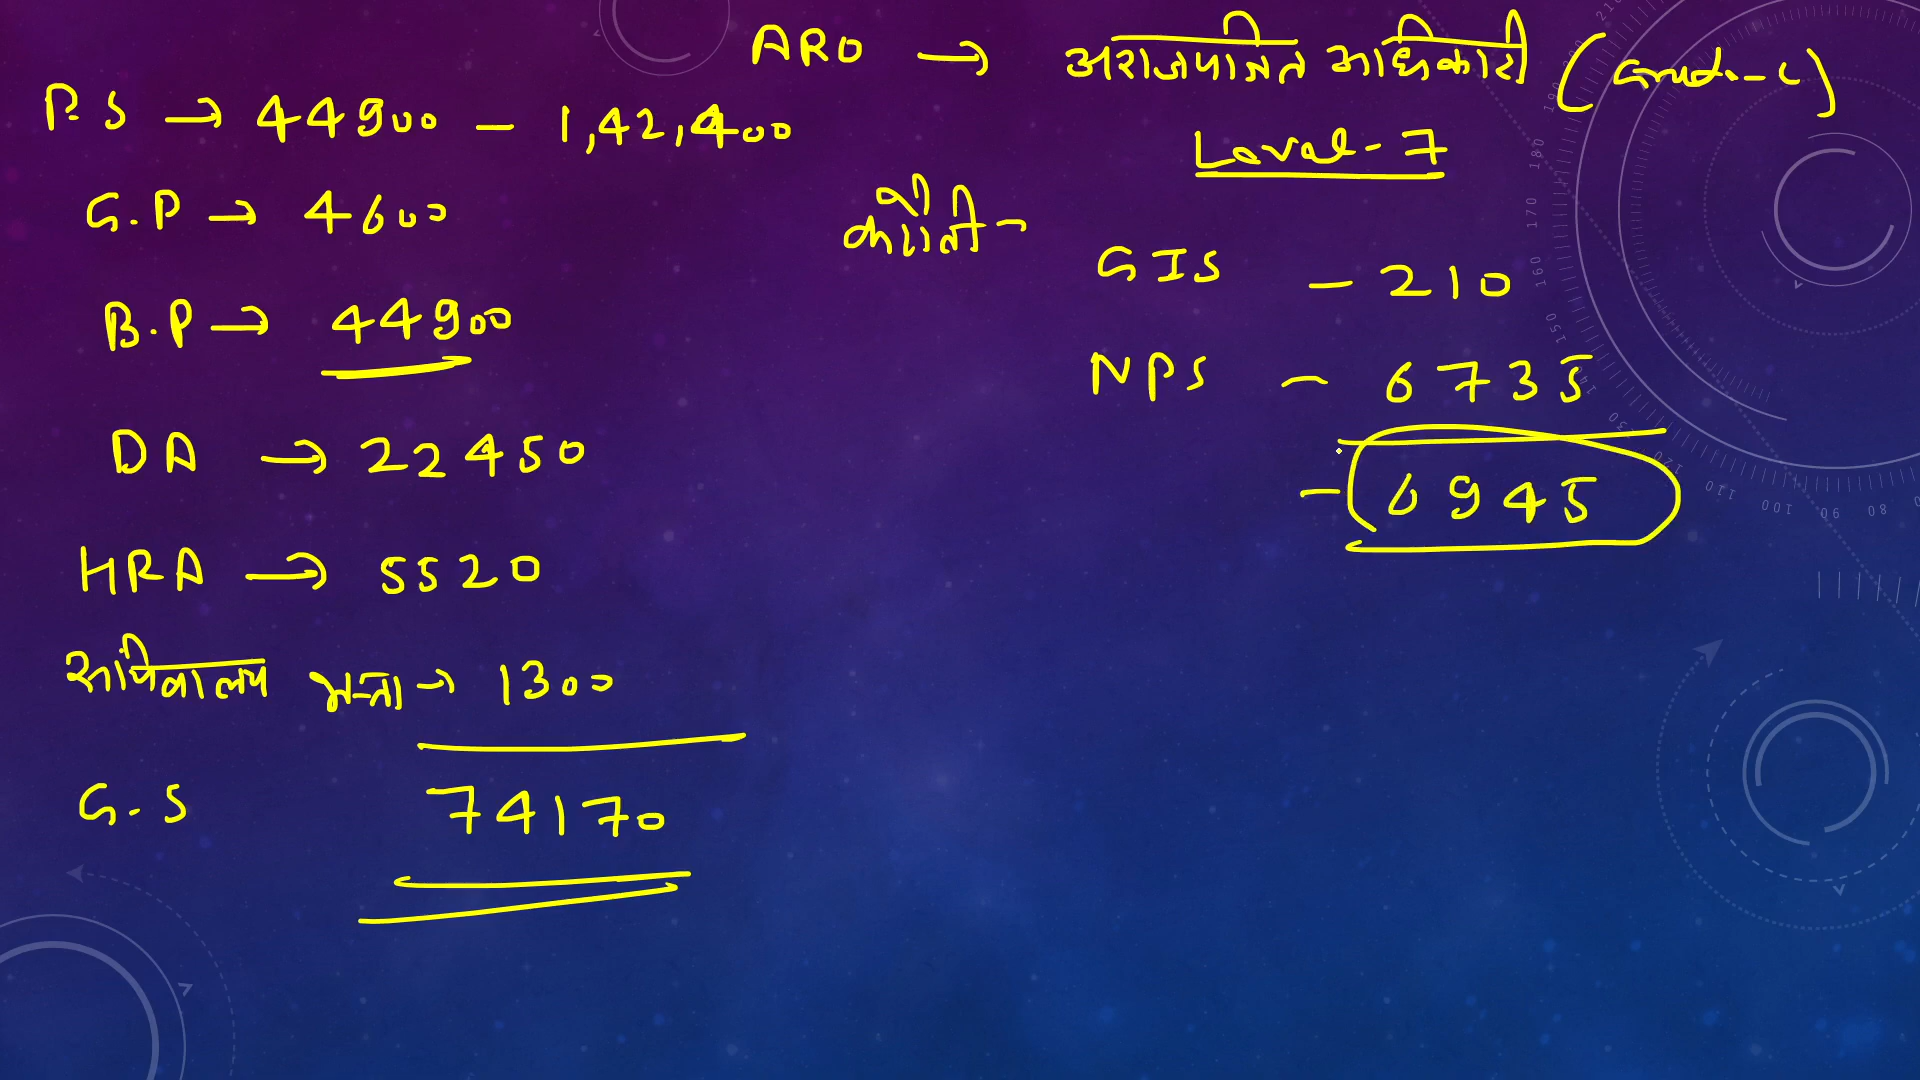 ARO → अराजपत्रित अधिकारी (Grade-C)
Level-7
P.S → 44900 - 1,42,400
G.P → 4600
B.P → 44900
DA → 22450
HRA → 5520
सचिवालय भत्ता → 1300
G.S 74170
कटौती -
GIS - 210
NPS - 6735
- 6945